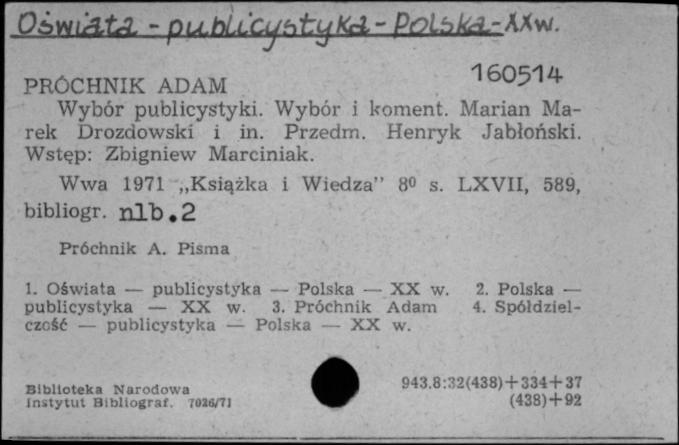 Oświata - publicystyka - Polska - XXw.
160514
PRÓCHNIK ADAM
Wybór publicystyki. Wybór i koment. Marian Ma-
rek Drozdowski i in. Przedm. Henryk Jabłoński.
Wstęp: Zbigniew Marciniak.
Wwa 1971 „Książka i Wiedza” 8⁰ s. LXVII, 589,
bibliogr. nlb.2
Próchnik A. Pisma
1. Oświata — publicystyka — Polska — XX w. 2. Polska —
publicystyka — XX w. 3. Próchnik Adam 4. Spółdziel-
czość — publicystyka — Polska — XX w.
Biblioteka Narodowa
Instytut Bibliograf. 7026/71
943.8:32(438)+334+37
(438)+92